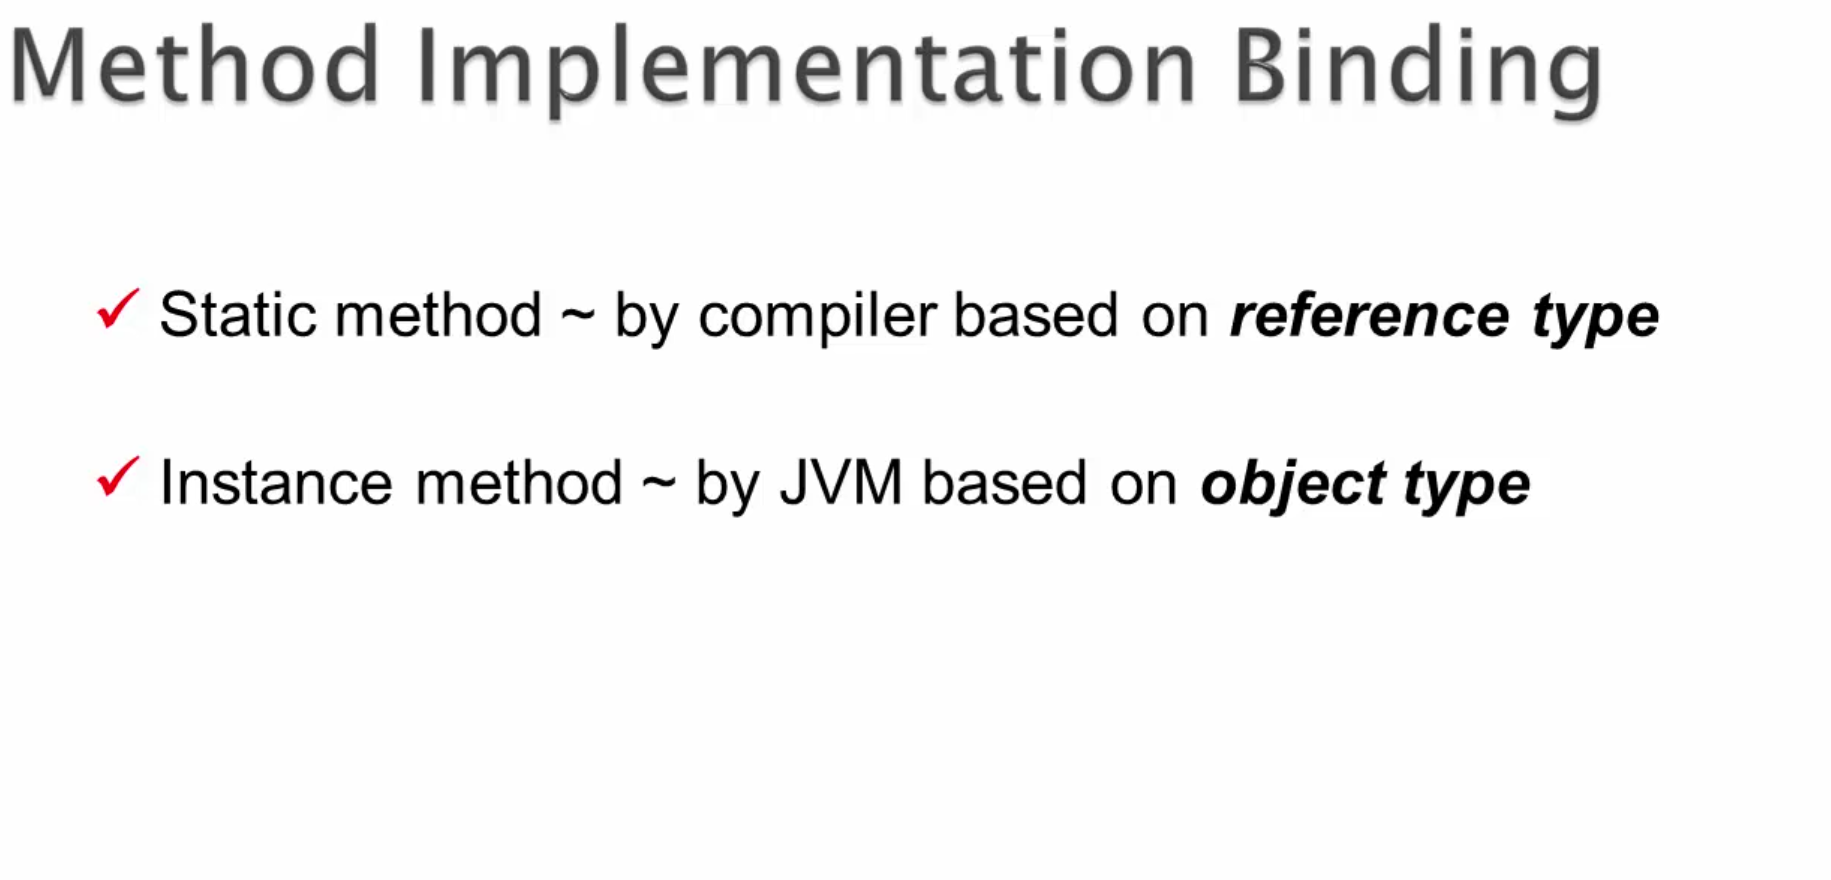 Method Implementation Binding
Static method ~ by compiler based on reference type
Instance method ~ by JVM based on object type